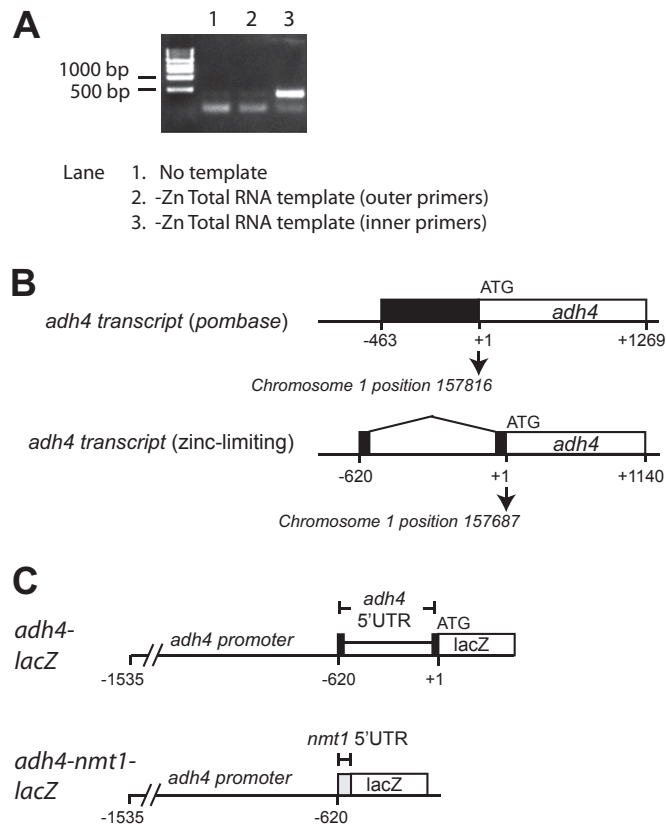 A
1 2 3
1000 bp
500 bp
Lane 1. No template
2. -Zn Total RNA template (outer primers)
3. -Zn Total RNA template (inner primers)
B
ATG
adh4 transcript (pombase)
adh4
-463 +1 +1269
Chromosome 1 position 157816
ATG
adh4 transcript (zinc-limiting)
adh4
-620 +1 +1140
Chromosome 1 position 157687
C
adh4
5'UTR
ATG
adh4-
lacZ
adh4 promoter
lacZ
-1535 -620 +1
nmt1 5'UTR
adh4-nmt1-
lacZ
adh4 promoter
lacZ
-1535 -620